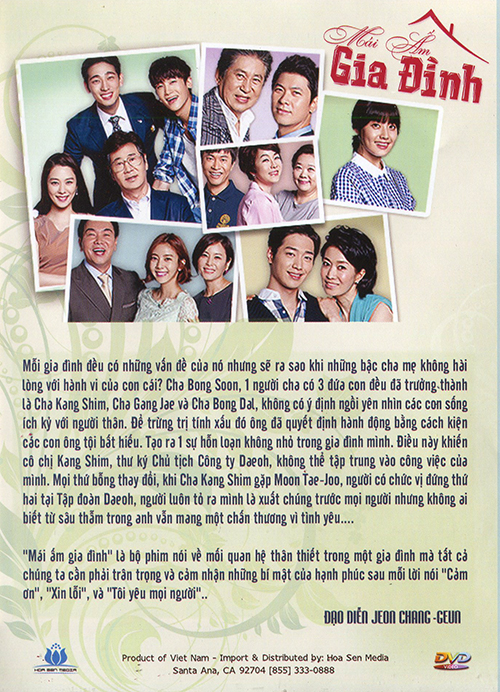 Mái Ấm
Gia Đình
Mỗi gia đình đều có những vấn đề của nó nhưng sẽ ra sao khi những bậc cha mẹ không hài
lòng với hành vi của con cái? Cha Bong Soon, 1 người cha có 3 đứa con đều đã trưởng thành
là Cha Kang Shim, Cha Gang Jae và Cha Bong Dal, không có ý định ngồi yên nhìn các con sống
ích kỷ với người thân. Để trừng trị tính xấu đó ông đã quyết định hành động bằng cách kiện
các con ông tội bất hiếu. Tạo ra 1 sự hỗn loạn không nhỏ trong gia đình mình. Điều này khiến
cô chị Kang Shim, thư ký Chủ tịch Công ty Daeoh, không thể tập trung vào công việc của
mình. Mọi thứ bỗng thay đổi, khi Cha Kang Shim gặp Moon Tae-Joo, người có chức vị đứng thứ
hai tại Tập đoàn Daeoh, người luôn tỏ ra mình là xuất chúng trước mọi người nhưng không ai
biết từ sâu thẳm trong anh vẫn mang một chấn thương vì tình yêu....
"Mái ấm gia đình" là bộ phim nói về mối quan hệ thân thiết trong một gia đình mà tất cả
chúng ta cần phải trân trọng và cảm nhận những bí mật của hạnh phúc sau mỗi lời nói "Cảm
ơn", "Xin lỗi", và "Tôi yêu mọi người"..
ĐẠO DIỄN JEON CHANG-GEUN
HOA SEN MEDIA
Product of Viet Nam - Import & Distributed by: Hoa Sen Media
Santa Ana, CA 92704 [855] 333-0888
DVD
VIDEO